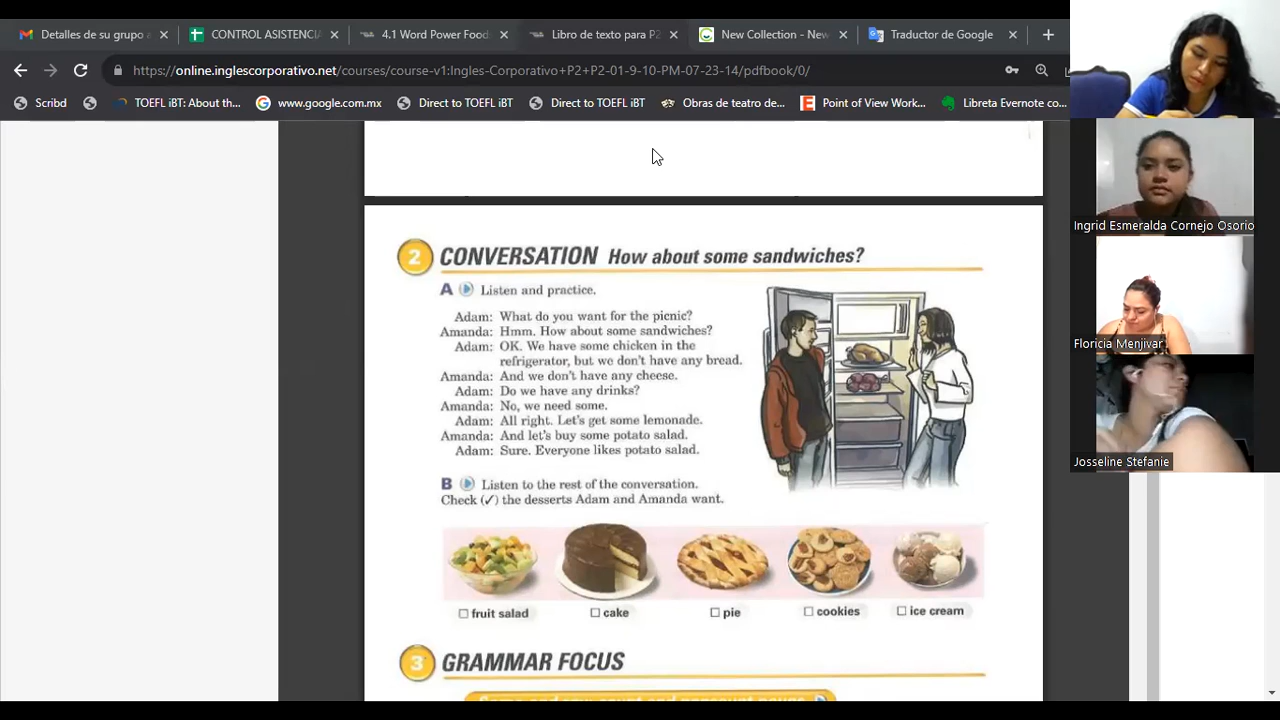 Detalles de su grupo
CONTROL ASISTENCIA
4.1 Word Power Food
Libro de texto para P2
New Collection - New
Traductor de Google
https://online.inglescorporativo.net/courses/course-v1:Ingles-Corporativo+P2+P2-01-9-10-PM-07-23-14/pdfbook/0/
Scribd
TOEFL iBT: About th...
www.google.com.mx
Direct to TOEFL iBT
Direct to TOEFL iBT
Obras de teatro de...
Point of View Work...
Libreta Evernote co...
2 CONVERSATION How about some sandwiches?
A Listen and practice.
Adam: What do you want for the picnic?
Amanda: Hmm. How about some sandwiches?
Adam: OK. We have some chicken in the
refrigerator, but we don't have any bread.
Amanda: And we don't have any cheese.
Adam: Do we have any drinks?
Amanda: No, we need some.
Adam: All right. Let's get some lemonade.
Amanda: And let's buy some potato salad.
Adam: Sure. Everyone likes potato salad.
B Listen to the rest of the conversation.
Check (✓) the desserts Adam and Amanda want.
fruit salad
cake
pie
cookies
ice cream
3 GRAMMAR FOCUS
Ingrid Esmeralda Cornejo Osorio
Floricia Menjivar
Josseline Stefanie